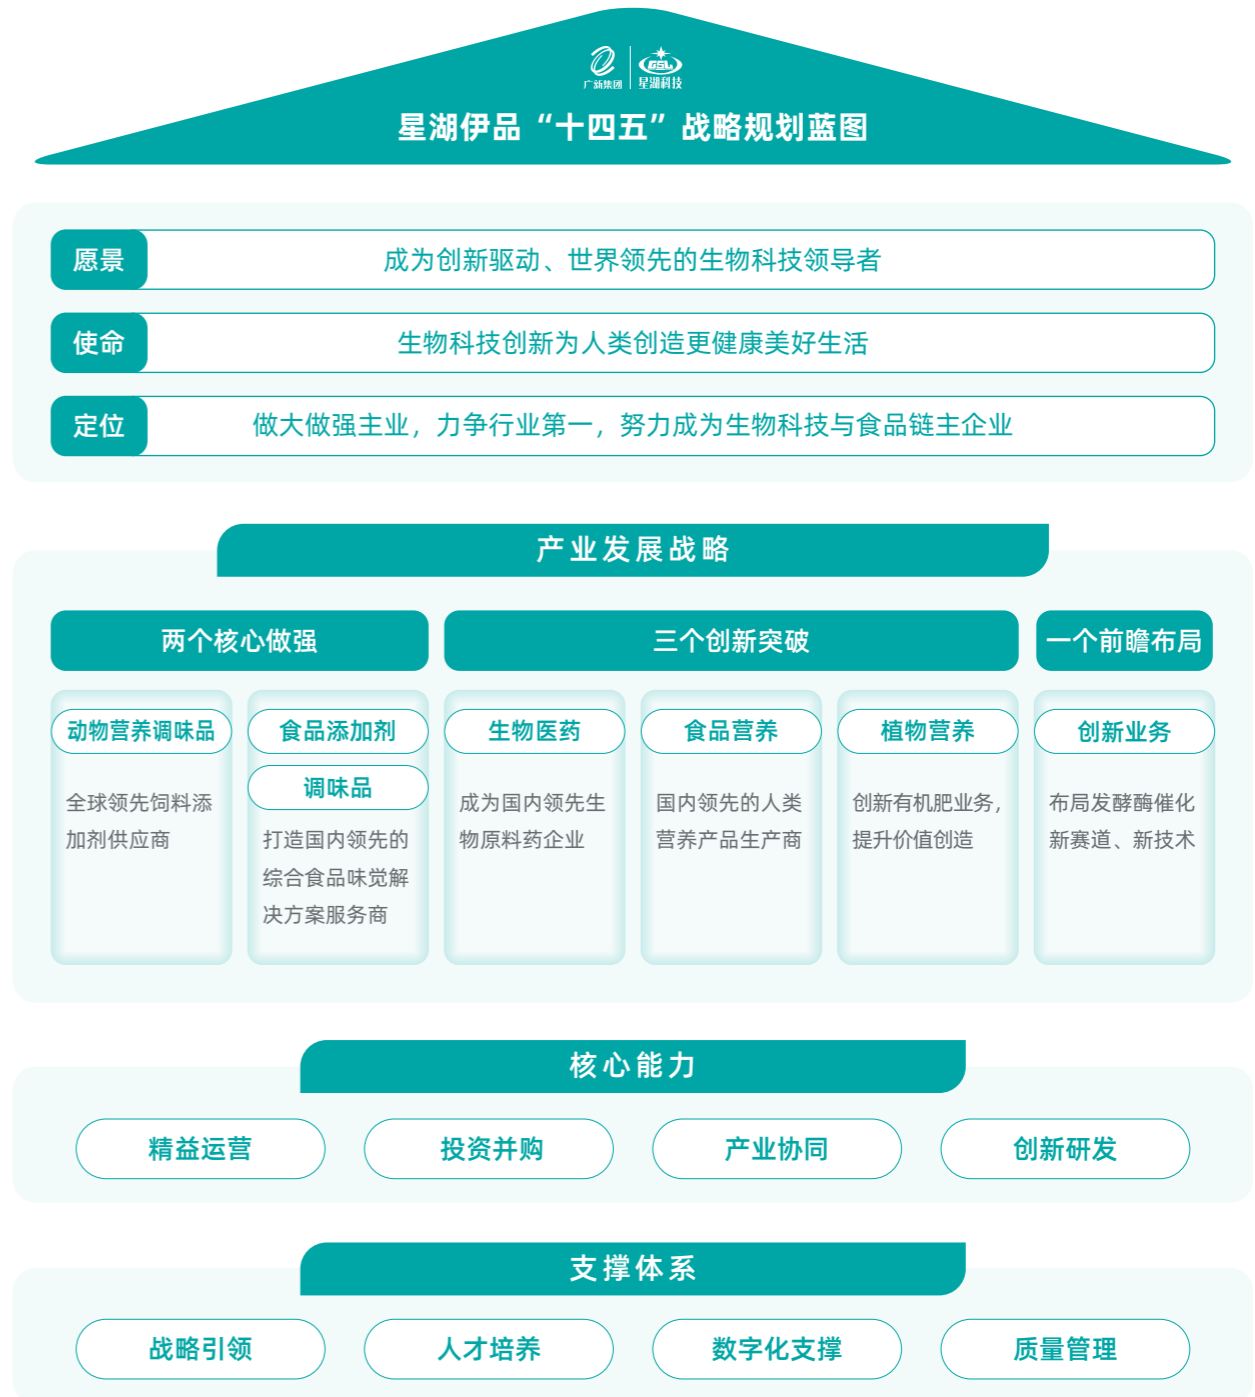 广新集团
GSL
星湖科技
星湖伊品“十四五”战略规划蓝图
愿景
成为创新驱动、世界领先的生物科技领导者
使命
生物科技创新为人类创造更健康美好生活
定位
做大做强主业，力争行业第一，努力成为生物科技与食品链主企业
产业发展战略
两个核心做强
三个创新突破
一个前瞻布局
动物营养调味品
全球领先饲料添
加剂供应商
食品添加剂
调味品
打造国内领先的
综合食品味觉解
决方案服务商
生物医药
成为国内领先生
物原料药企业
食品营养
国内领先的人类
营养产品生产商
植物营养
创新有机肥业务，
提升价值创造
创新业务
布局发酵酶催化
新赛道、新技术
核心能力
精益运营
投资并购
产业协同
创新研发
支撑体系
战略引领
人才培养
数字化支撑
质量管理